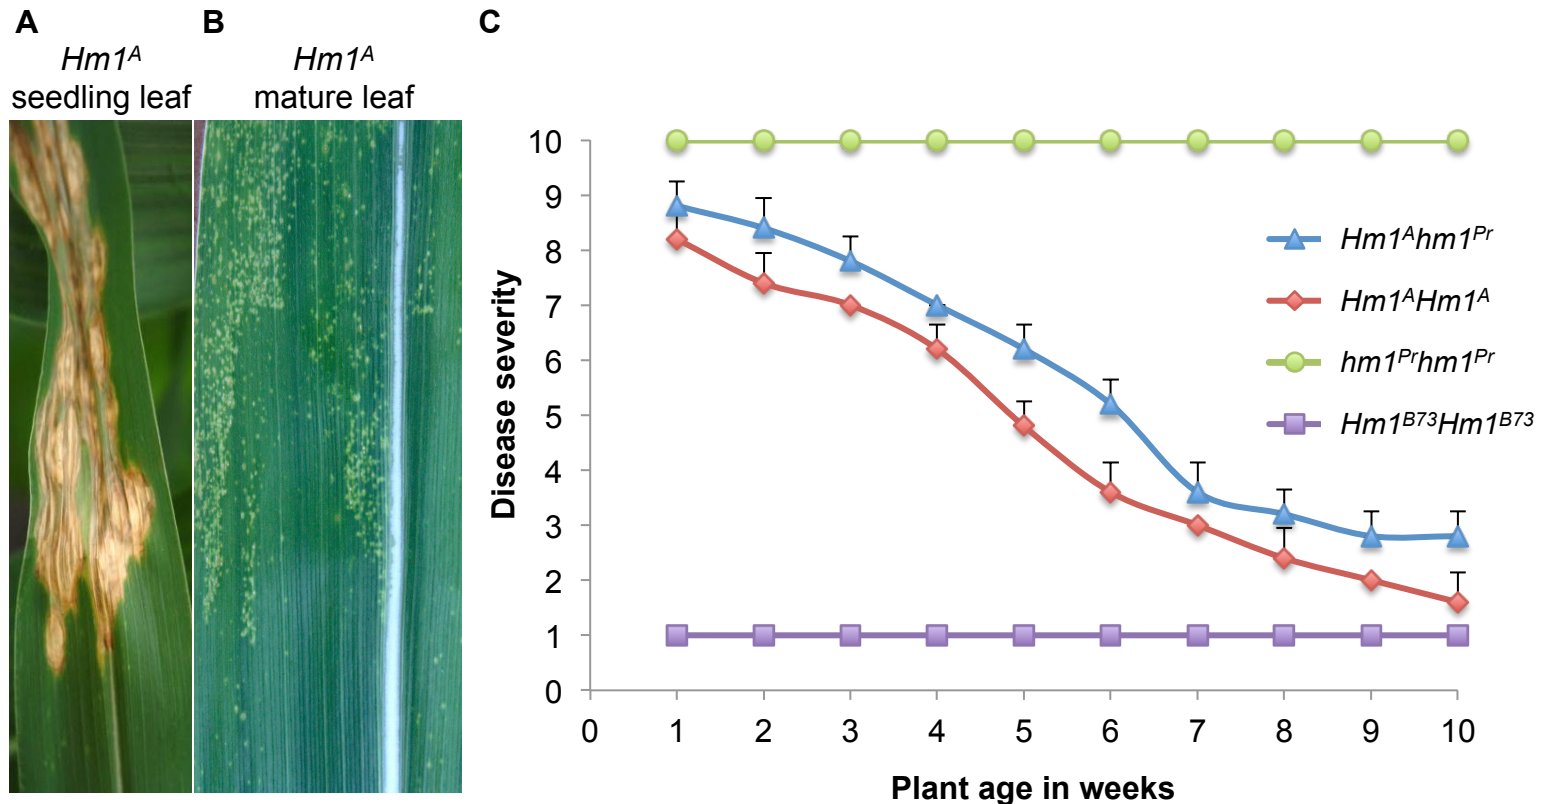 A
Hm1ᴬ
seedling leaf
B
Hm1ᴬ
mature leaf
C
Disease severity
10
9
8
7
6
5
4
3
2
1
0
0 1 2 3 4 5 6 7 8 9 10
Plant age in weeks
Hm1ᴬhm1ᴾʳ
Hm1ᴬHm1ᴬ
hm1ᴾʳhm1ᴾʳ
Hm1ᴮ⁷³Hm1ᴮ⁷³